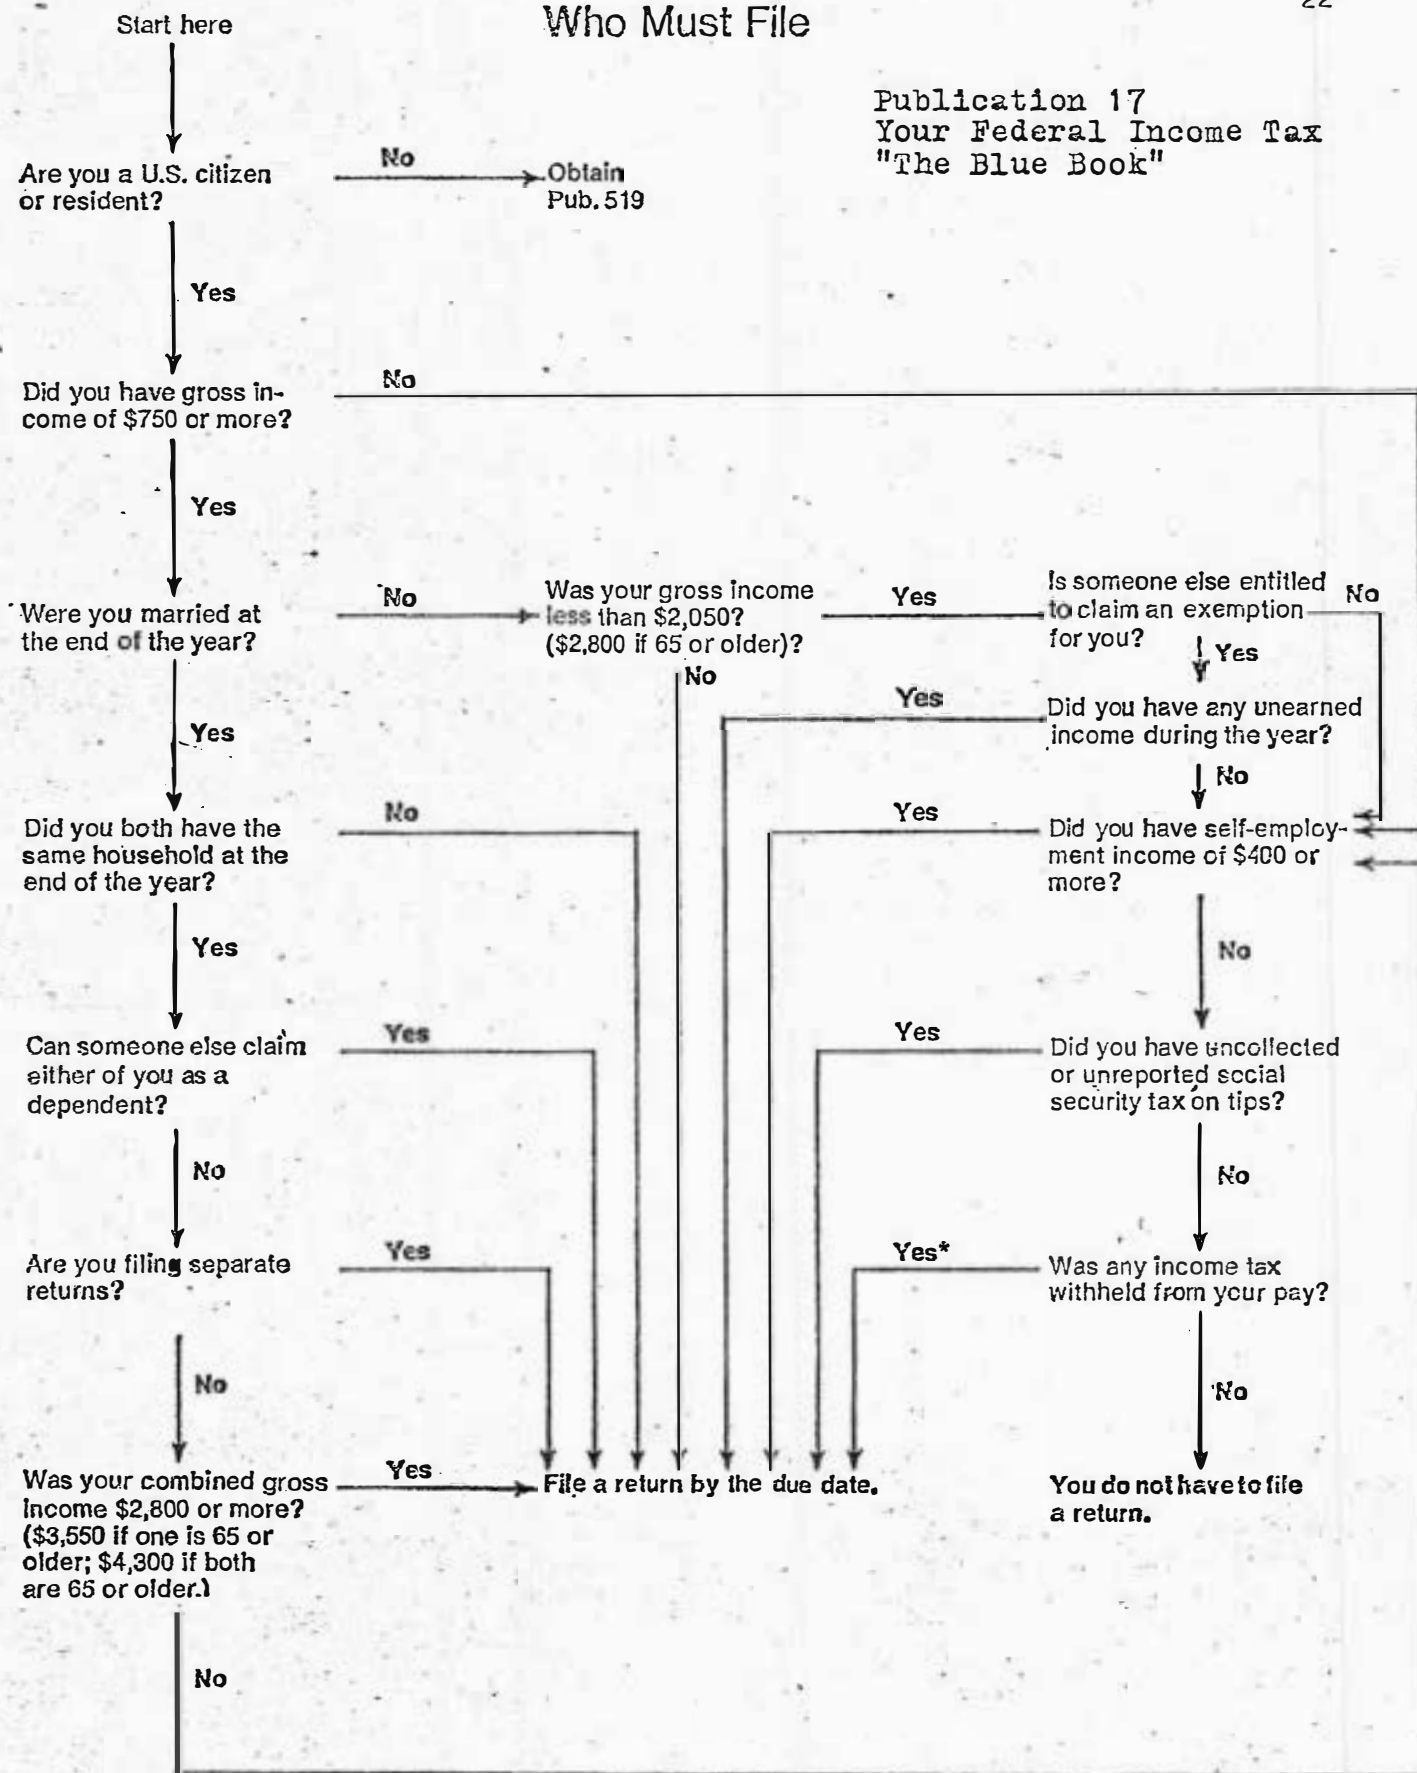 22
Who Must File
Start here
Publication 17
Your Federal Income Tax
"The Blue Book"
Are you a U.S. citizen
or resident?
No
Obtain
Pub. 519
Yes
Did you have gross in-
come of $750 or more?
No
Yes
Were you married at
the end of the year?
No
Was your gross income
less than $2,050?
($2,800 if 65 or older)?
Yes
Is someone else entitled
to claim an exemption
for you?
No
Yes
No
Yes
Did you have any unearned
income during the year?
Yes
No
Did you both have the
same household at the
end of the year?
No
Yes
Did you have self-employ-
ment income of $400 or
more?
Yes
No
Can someone else claim
either of you as a
dependent?
Yes
Yes
Did you have uncollected
or unreported social
security tax on tips?
No
No
Are you filing separate
returns?
Yes
Yes*
Was any income tax
withheld from your pay?
No
No
Was your combined gross
income $2,800 or more?
($3,550 if one is 65 or
older; $4,300 if both
are 65 or older.)
Yes
File a return by the due date.
You do not have to file
a return.
No